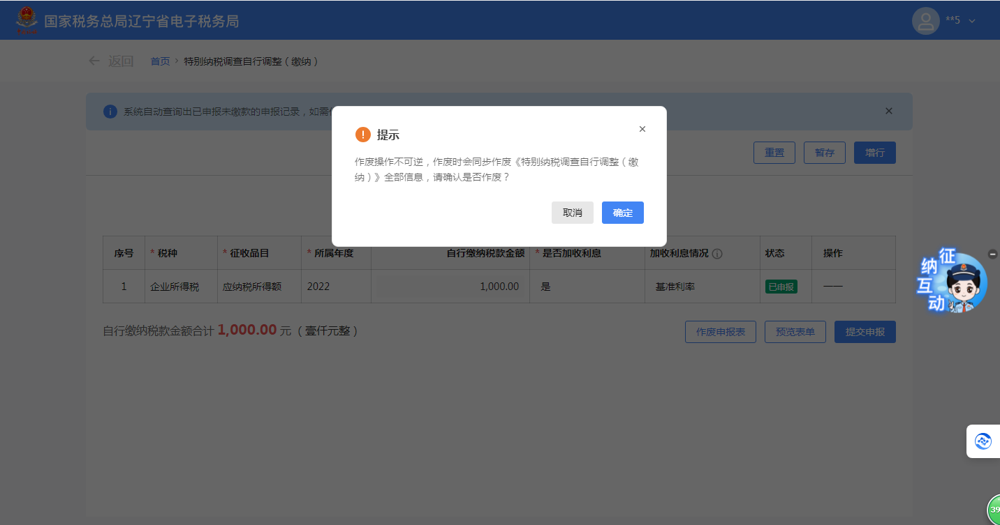 国家税务总局辽宁省电子税务局
**5
返回 首页 › 特别纳税调查自行调整（缴纳）
系统自动查询出已申报未缴款的申报记录，如需
提示
作废操作不可逆，作废时会同步作废《特别纳税调查自行调整（缴
纳）》全部信息，请确认是否作废？
取消 确定
重置 暂存 增行
序号 * 税种 * 征收品目 * 所属年度 自行缴纳税款金额 * 是否加收利息 加收利息情况 状态 操作
1 企业所得税 应纳税所得额 2022 1,000.00 是 基准利率 已申报 ——
自行缴纳税款金额合计 1,000.00 元（壹仟元整）
作废申报表 预览表单 提交申报
征
纳
互
动
39